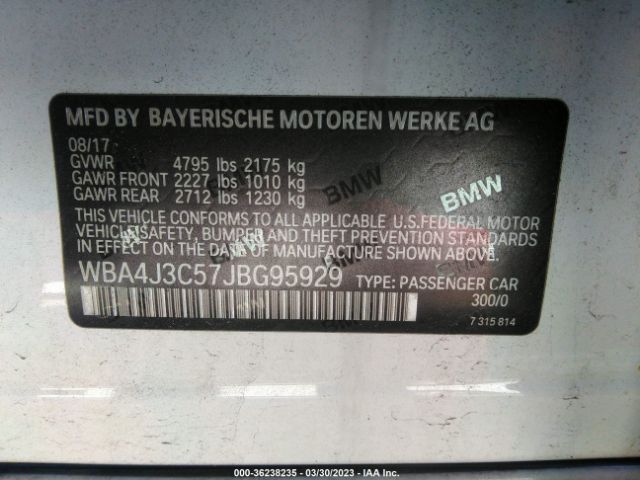 MFD BY BAYERISCHE MOTOREN WERKE AG
08/17
GVWR 4795 lbs 2175 kg
GAWR FRONT 2227 lbs 1010 kg
GAWR REAR 2712 lbs 1230 kg
THIS VEHICLE CONFORMS TO ALL APPLICABLE U.S.FEDERAL MOTOR
VEHICLE SAFETY, BUMPER AND THEFT PREVENTION STANDARDS
IN EFFECT ON DATE OF MANUFACTURE SHOWN ABOVE.
WBA4J3C57JBG95929 TYPE: PASSENGER CAR
300/0
7 315 814
BMW
BMW
BMW
BMW
BMW
000-36238235 — 03/30/2023 — IAA Inc.